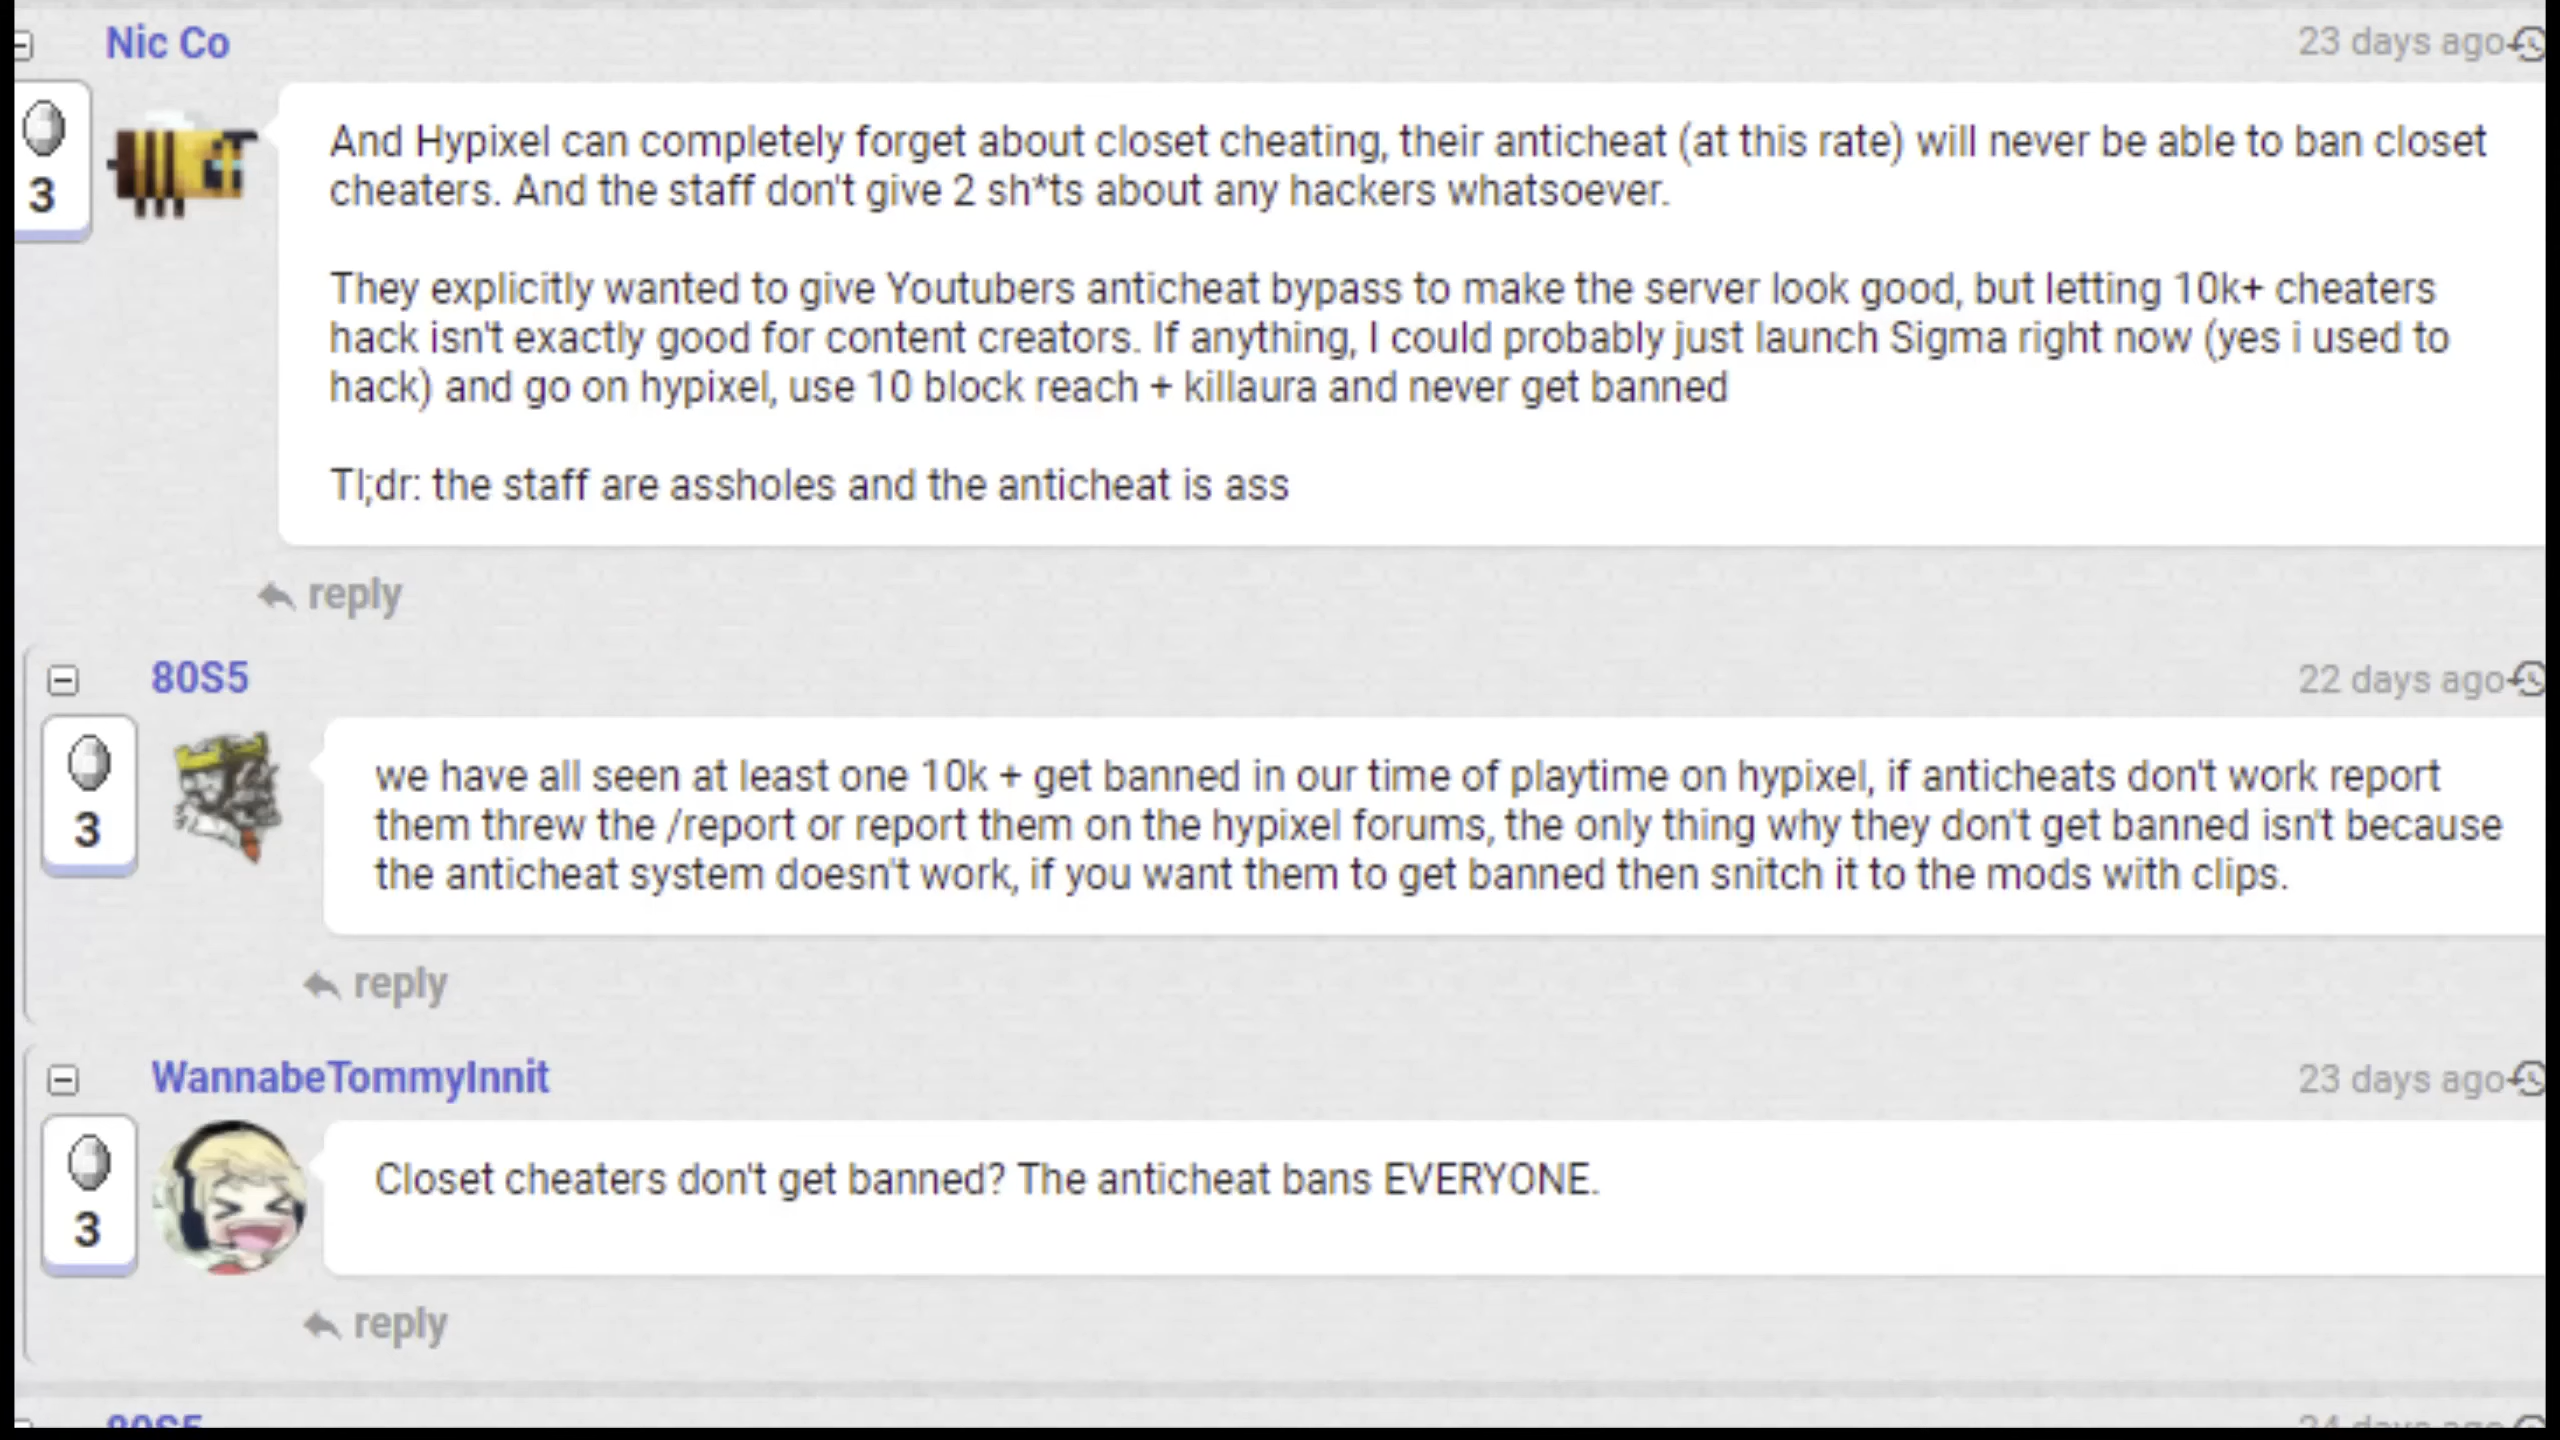 Nic Co
23 days ago
3
And Hypixel can completely forget about closet cheating, their anticheat (at this rate) will never be able to ban closet
cheaters. And the staff don't give 2 sh*ts about any hackers whatsoever.
They explicitly wanted to give Youtubers anticheat bypass to make the server look good, but letting 10k+ cheaters
hack isn't exactly good for content creators. If anything, I could probably just launch Sigma right now (yes i used to
hack) and go on hypixel, use 10 block reach + killaura and never get banned
Tl;dr: the staff are assholes and the anticheat is ass
reply
80S5
22 days ago
3
we have all seen at least one 10k + get banned in our time of playtime on hypixel, if anticheats don't work report
them threw the /report or report them on the hypixel forums, the only thing why they don't get banned isn't because
the anticheat system doesn't work, if you want them to get banned then snitch it to the mods with clips.
reply
WannabeTommyInnit
23 days ago
3
Closet cheaters don't get banned? The anticheat bans EVERYONE.
reply
80S5
24 days ago